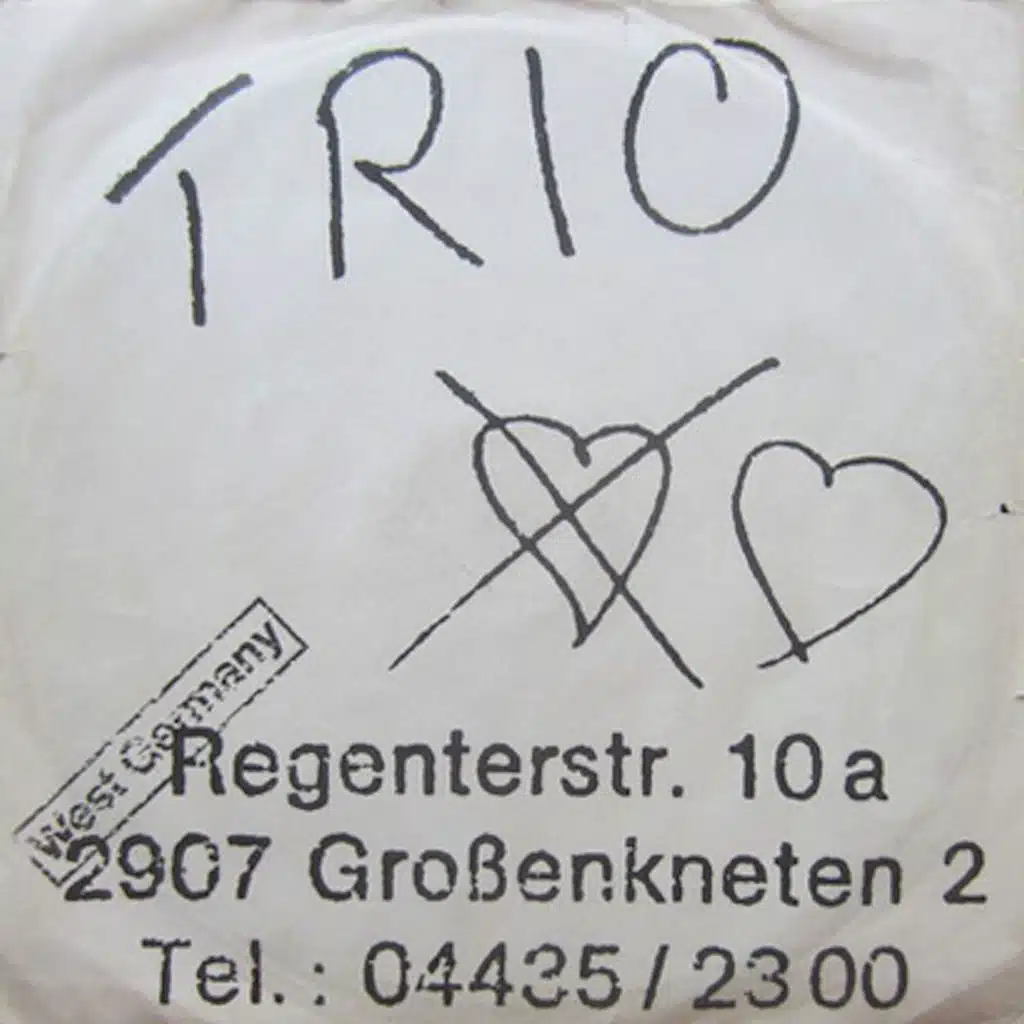 TRIO
West Germany
Regenterstr. 10 a
2907 Großenkneten 2
Tel.: 04435/2300